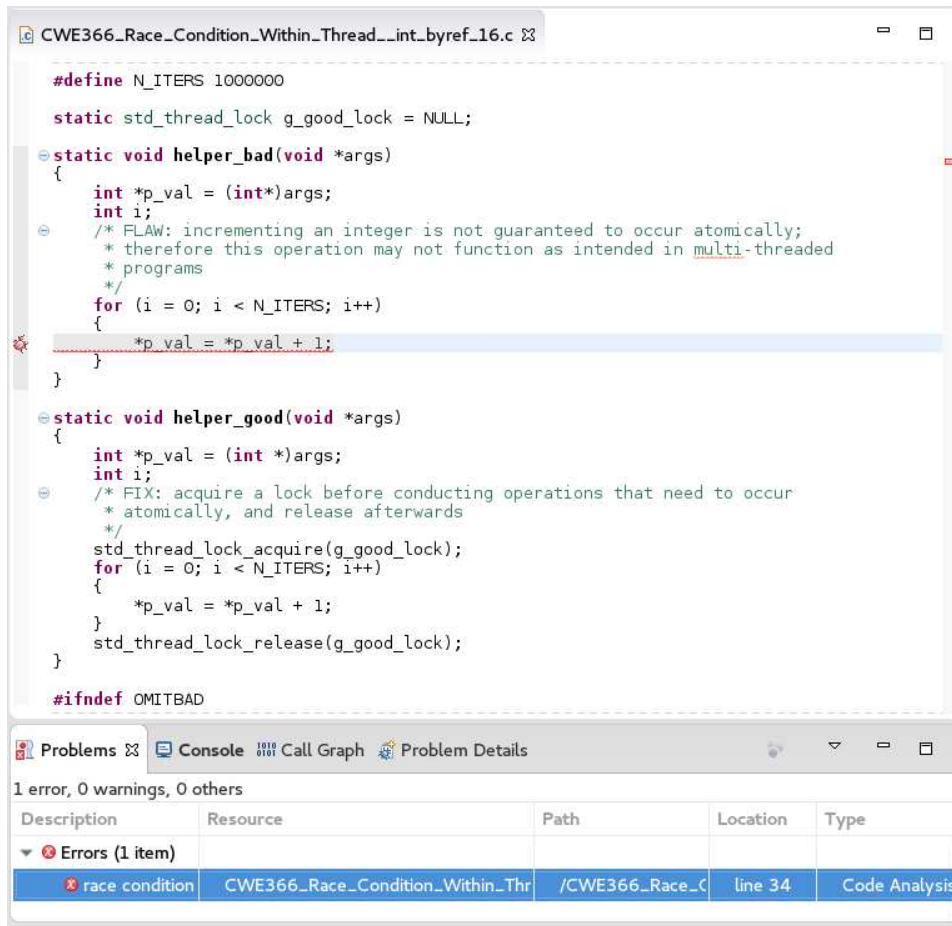 CWE366_Race_Condition_Within_Thread__int_byref_16.c
#define N_ITERS 1000000
static std_thread_lock g_good_lock = NULL;
static void helper_bad(void *args)
{
int *p_val = (int*)args;
int i;
/* FLAW: incrementing an integer is not guaranteed to occur atomically;
* therefore this operation may not function as intended in multi-threaded
* programs
*/
for (i = 0; i < N_ITERS; i++)
{
*p_val = *p_val + 1;
}
}
static void helper_good(void *args)
{
int *p_val = (int *)args;
int i;
/* FIX: acquire a lock before conducting operations that need to occur
* atomically, and release afterwards
*/
std_thread_lock_acquire(g_good_lock);
for (i = 0; i < N_ITERS; i++)
{
*p_val = *p_val + 1;
}
std_thread_lock_release(g_good_lock);
}
#ifndef OMITBAD
Problems Console Call Graph Problem Details
1 error, 0 warnings, 0 others
Description Resource Path Location Type
Errors (1 item)
race condition CWE366_Race_Condition_Within_Thr /CWE366_Race_C line 34 Code Analysis